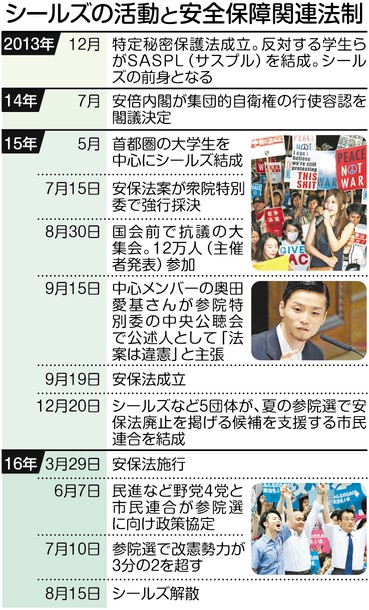 シールズの活動と安全保障関連法制
2013年 12月 特定秘密保護法成立。反対する学生ら
がSASPL（サスプル）を結成。シール
ズの前身となる
14年 7月 安倍内閣が集団的自衛権の行使容認を
閣議決定
15年 5月 首都圏の大学生を
中心にシールズ結成
7月15日 安保法案が衆院特別
委で強行採決
8月30日 国会前で抗議の大
集会。12万人（主催
者発表）参加
9月15日 中心メンバーの奥田
愛基さんが参院特
別委の中央公聴会
で公述人として「法
案は違憲」と主張
9月19日 安保法成立
12月20日 シールズなど5団体が、夏の参院選で安
保法廃止を掲げる候補を支援する市民
連合を結成
16年 3月29日 安保法施行
6月7日 民進など野党4党と
市民連合が参院選
に向け政策協定
7月10日 参院選で改憲勢力が
3分の2を超す
8月15日 シールズ解散
PEACE
NOT
WAR
I can't
believe
we're still
protesting
THIS
SHIT
PEACE
NOT
WAR
GIVE